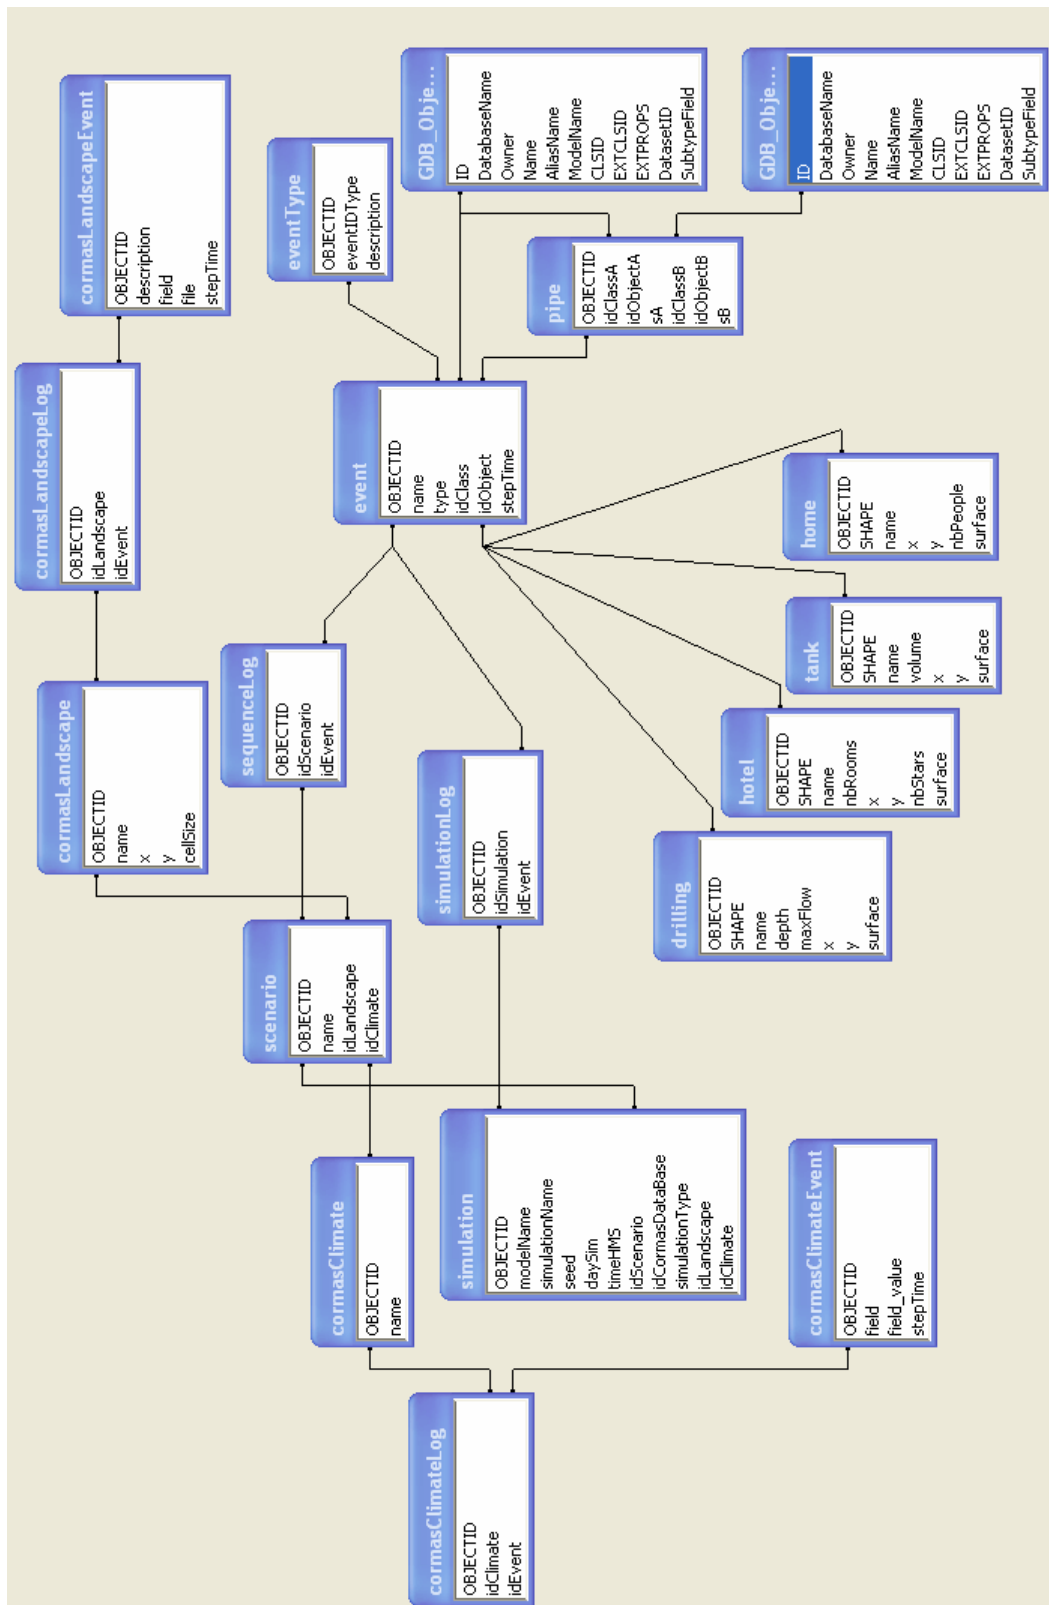 cormasLandscapeEvent
OBJECTID
description
field
file
stepTime
cormasLandscapeLog
OBJECTID
idLandscape
idEvent
cormasLandscape
OBJECTID
name
x
y
cellSize
eventType
OBJECTID
eventIDType
description
GDB_Obje...
ID
DatabaseName
Owner
Name
AliasName
ModelName
CLSID
EXTCLSID
EXTPROPS
DatasetID
SubtypeField
GDB_Obje...
ID
DatabaseName
Owner
Name
AliasName
ModelName
CLSID
EXTCLSID
EXTPROPS
DatasetID
SubtypeField
pipe
OBJECTID
idClassA
idObjectA
sA
idClassB
idObjectB
sB
event
OBJECTID
name
type
idClass
idObject
stepTime
sequenceLog
OBJECTID
idScenario
idEvent
simulationLog
OBJECTID
idSimulation
idEvent
home
OBJECTID
SHAPE
name
x
y
nbPeople
surface
tank
OBJECTID
SHAPE
name
volume
x
y
surface
hotel
OBJECTID
SHAPE
name
nbRooms
x
y
nbStars
surface
drilling
OBJECTID
SHAPE
name
depth
maxFlow
x
y
surface
scenario
OBJECTID
name
idLandscape
idClimate
cormasClimate
OBJECTID
name
simulation
OBJECTID
modelName
simulationName
seed
daySim
timeHMS
idScenario
idCormasDataBase
simulationType
idLandscape
idClimate
cormasClimateEvent
OBJECTID
field
field_value
stepTime
cormasClimateLog
OBJECTID
idClimate
idEvent